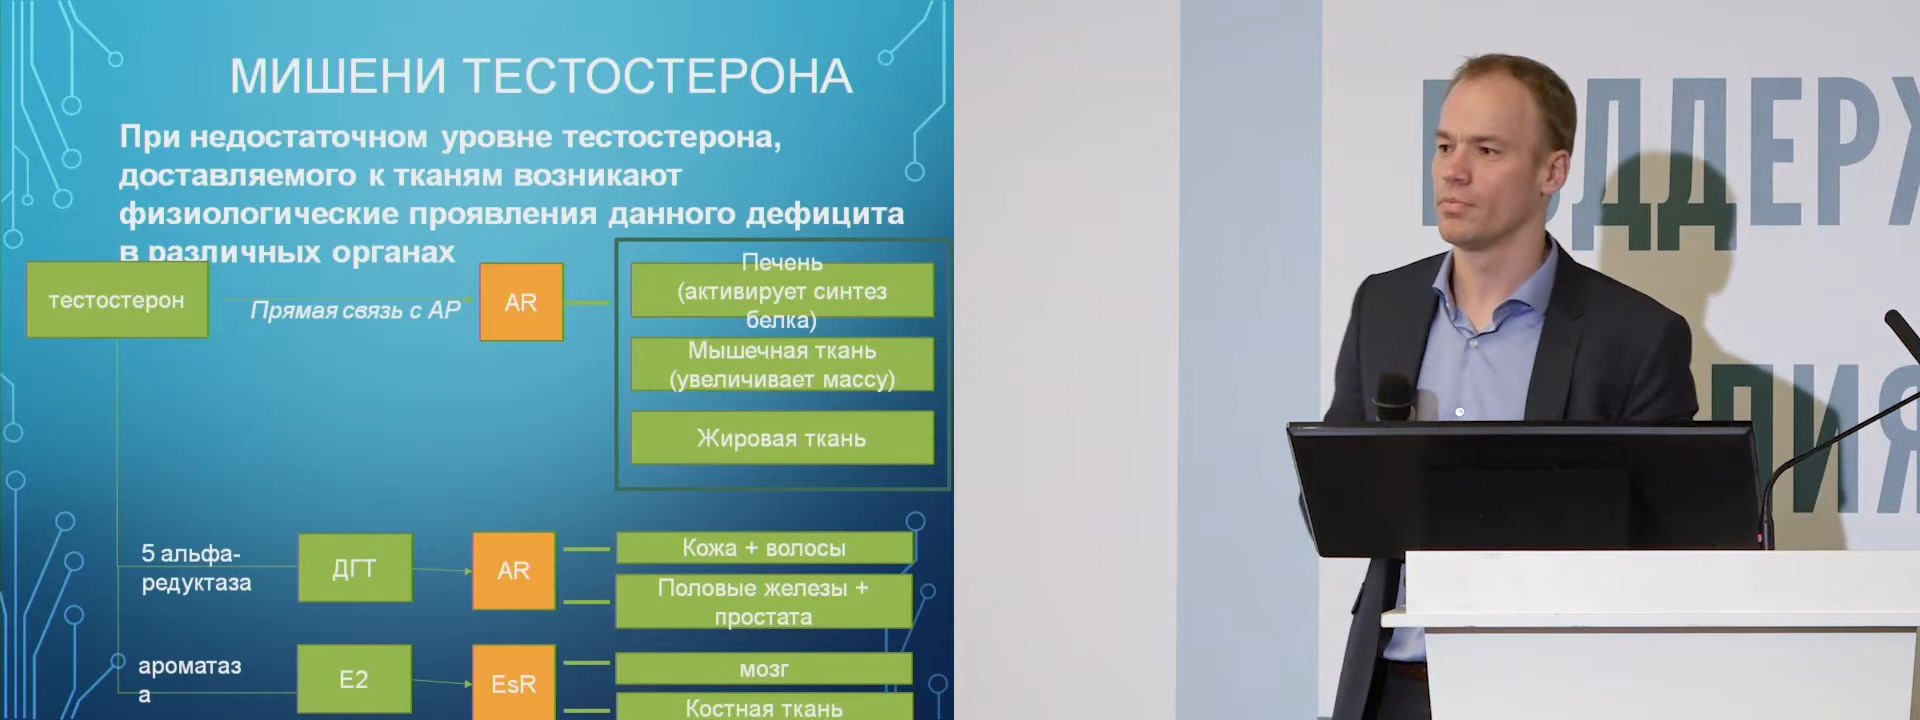 МИШЕНИ ТЕСТОСТЕРОНА
При недостаточном уровне тестостерона,
доставляемого к тканям возникают
физиологические проявления данного дефицита
в различных органах
тестостерон
Прямая связь с АР
AR
Печень
(активирует синтез
белка)
Мышечная ткань
(увеличивает массу)
Жировая ткань
5 альфа-
редуктаза
ДГТ
AR
Кожа + волосы
Половые железы +
простата
ароматаз
а
Е2
EsR
мозг
Костная ткань